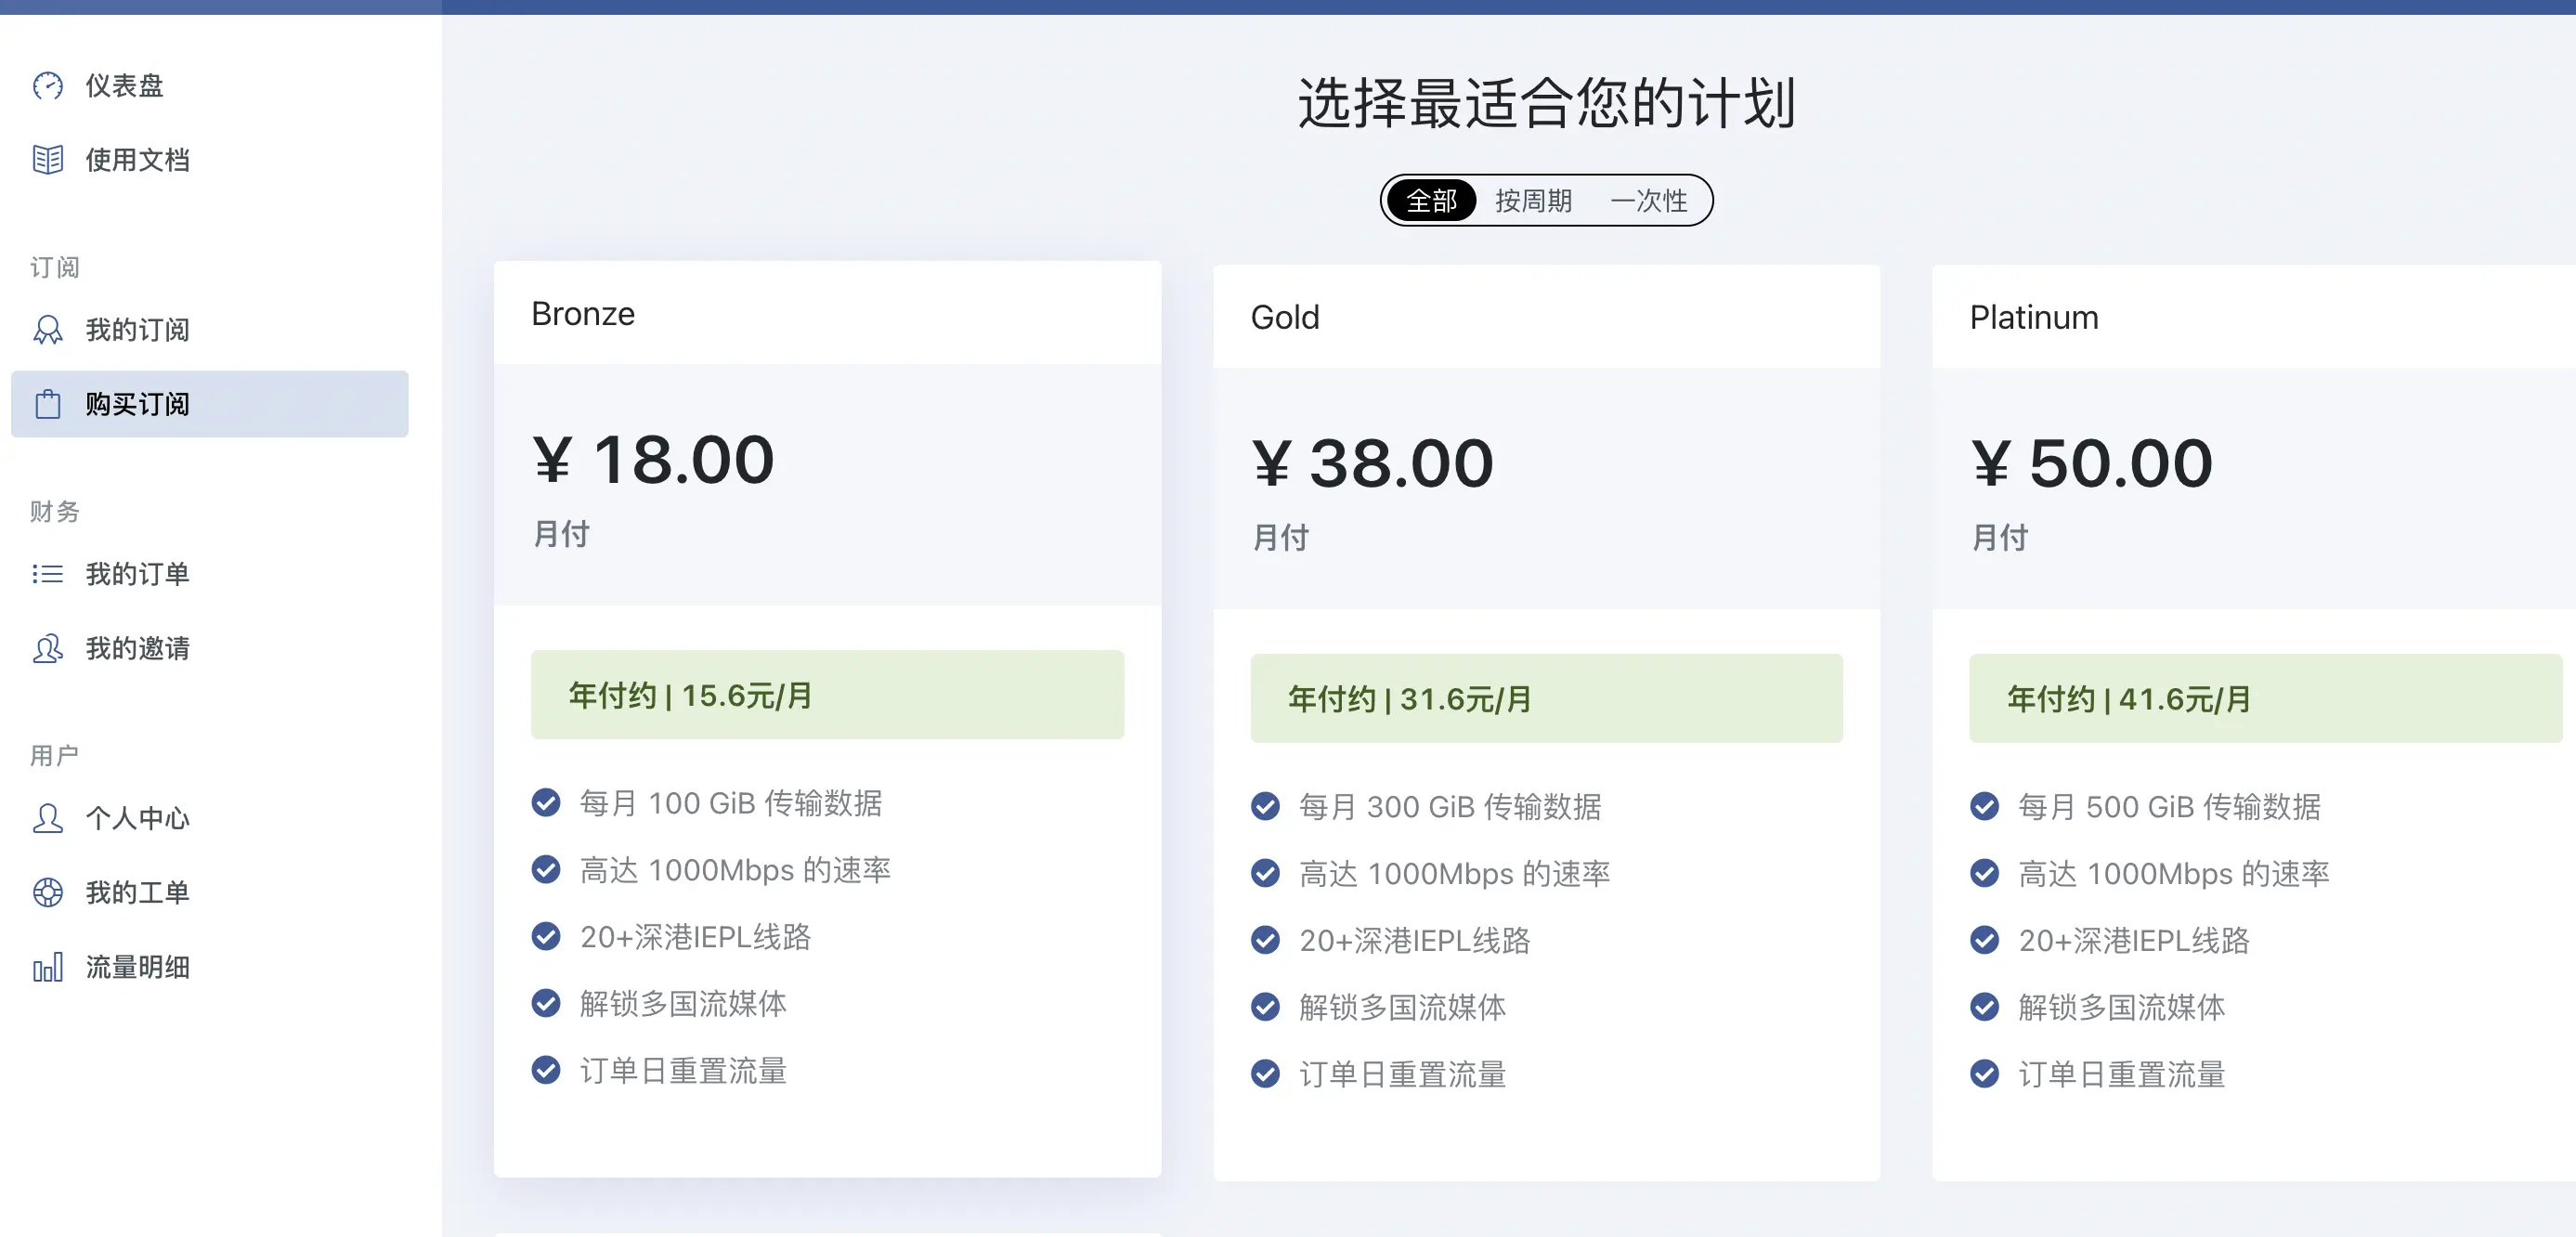 仪表盘
使用文档
订阅
我的订阅
购买订阅
财务
我的订单
我的邀请
用户
个人中心
我的工单
流量明细
选择最适合您的计划
全部 按周期 一次性
Bronze
¥ 18.00
月付
年付约 | 15.6元/月
每月 100 GiB 传输数据
高达 1000Mbps 的速率
20+深港IEPL线路
解锁多国流媒体
订单日重置流量
Gold
¥ 38.00
月付
年付约 | 31.6元/月
每月 300 GiB 传输数据
高达 1000Mbps 的速率
20+深港IEPL线路
解锁多国流媒体
订单日重置流量
Platinum
¥ 50.00
月付
年付约 | 41.6元/月
每月 500 GiB 传输数据
高达 1000Mbps 的速率
20+深港IEPL线路
解锁多国流媒体
订单日重置流量